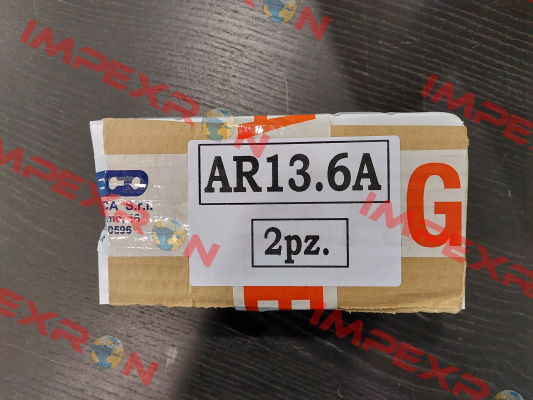 IMPEXRON
AR13.6A
2pz.
G
E
CA S.r.l.
IMPEXRON
IMPEXRON
IMPEXRON
IMPEXRON